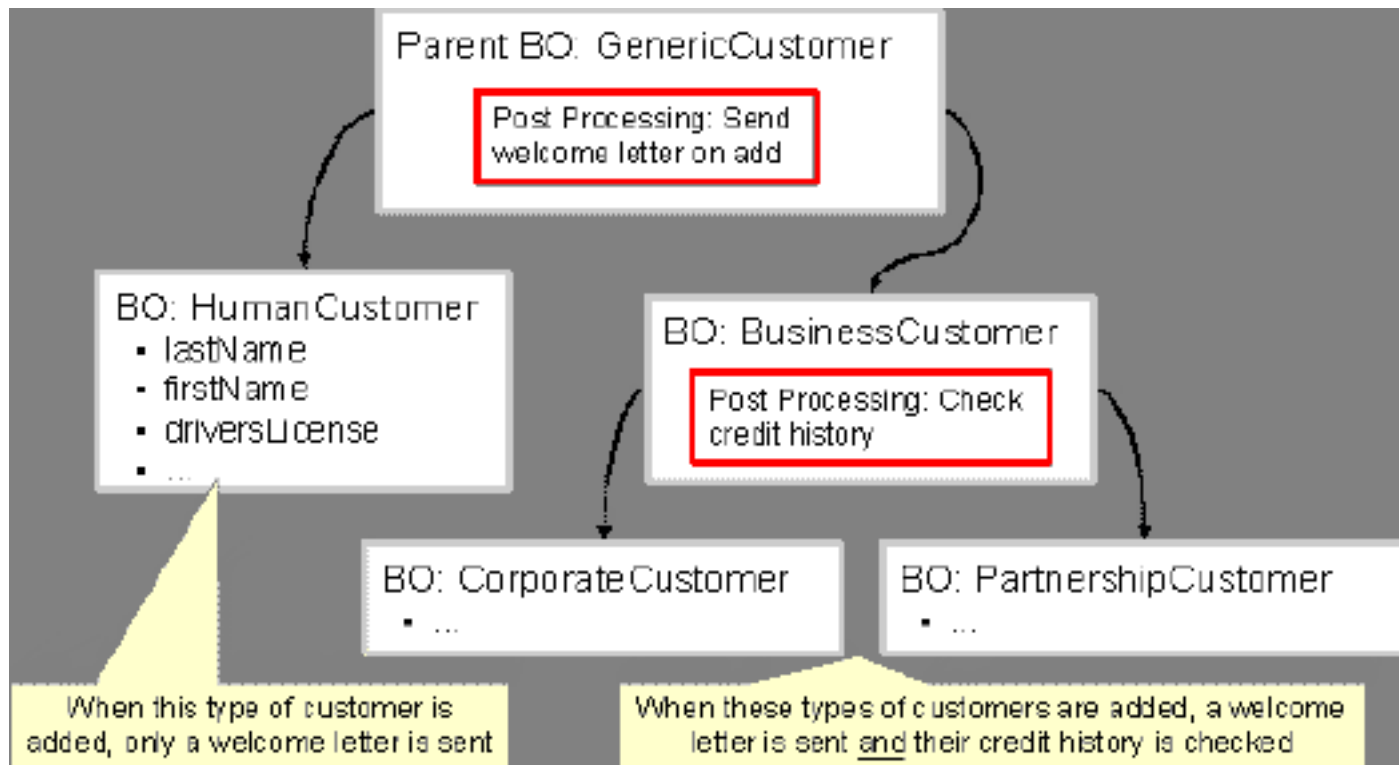 Parent BO: GenericCustomer
Post Processing: Send
welcome letter on add
BO: HumanCustomer
▪ lastName
▪ firstName
▪ driversLicense
▪ ...
BO: BusinessCustomer
Post Processing: Check
credit history
BO: CorporateCustomer
▪ ...
BO: PartnershipCustomer
▪ ...
When this type of customer is
added, only a welcome letter is sent
When these types of customers are added, a welcome
letter is sent and their credit history is checked